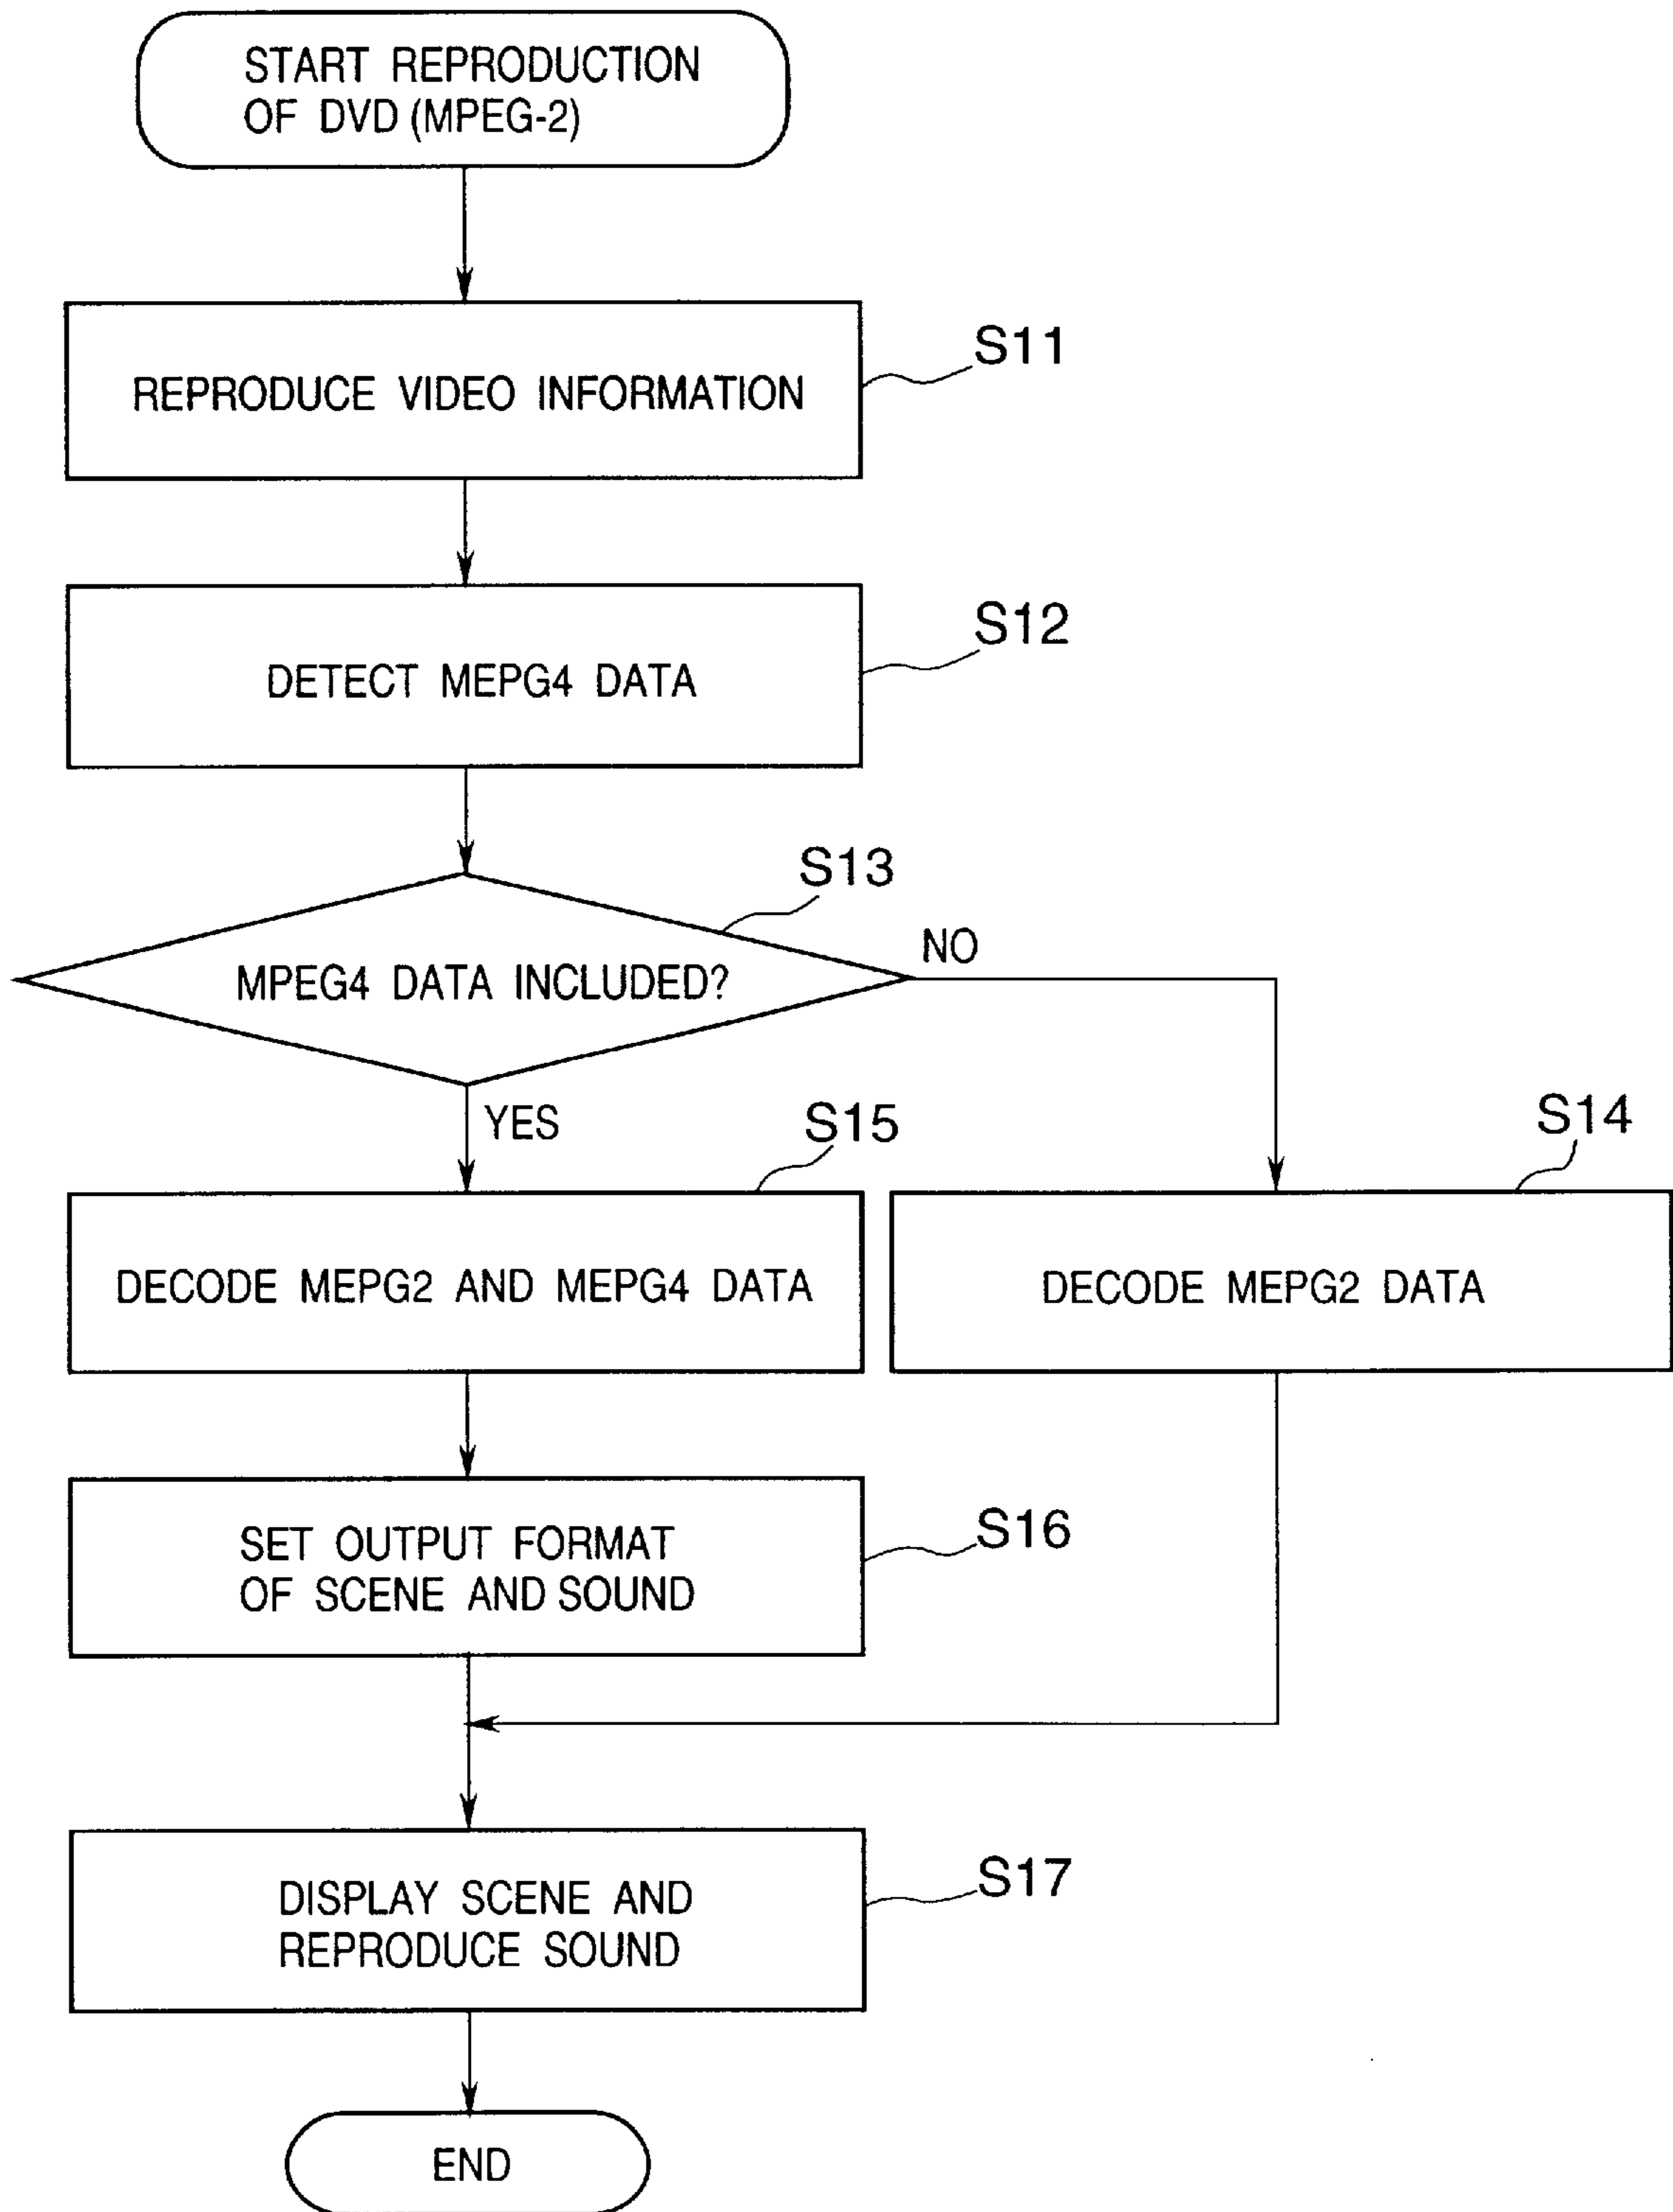 START REPRODUCTION
OF DVD (MPEG-2)
S11
REPRODUCE VIDEO INFORMATION
S12
DETECT MEPG4 DATA
S13
MPEG4 DATA INCLUDED?
NO
YES
S15
S14
DECODE MEPG2 AND MEPG4 DATA
DECODE MEPG2 DATA
S16
SET OUTPUT FORMAT
OF SCENE AND SOUND
S17
DISPLAY SCENE AND
REPRODUCE SOUND
END